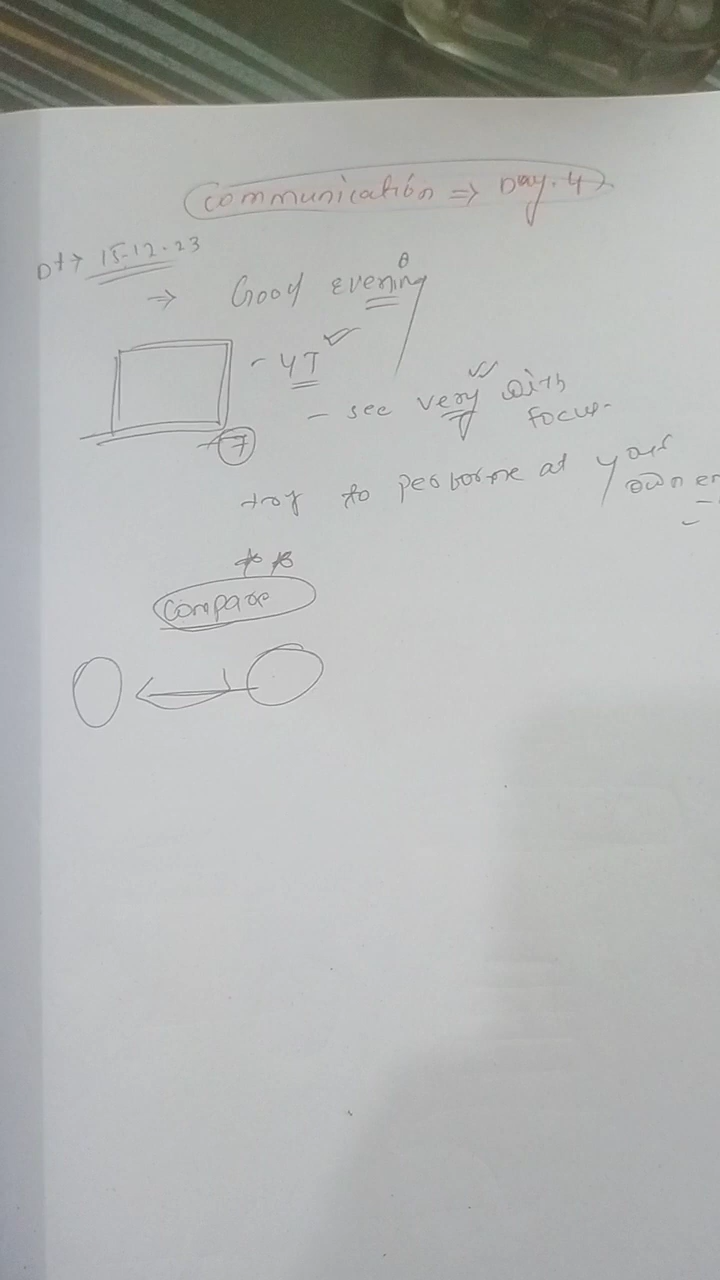 Communication ⇒ Day. 4
Dt → 15.12.23
⇒ Good evening
- YT
- see very with
focus.
7
try to perform at your
own
Compare